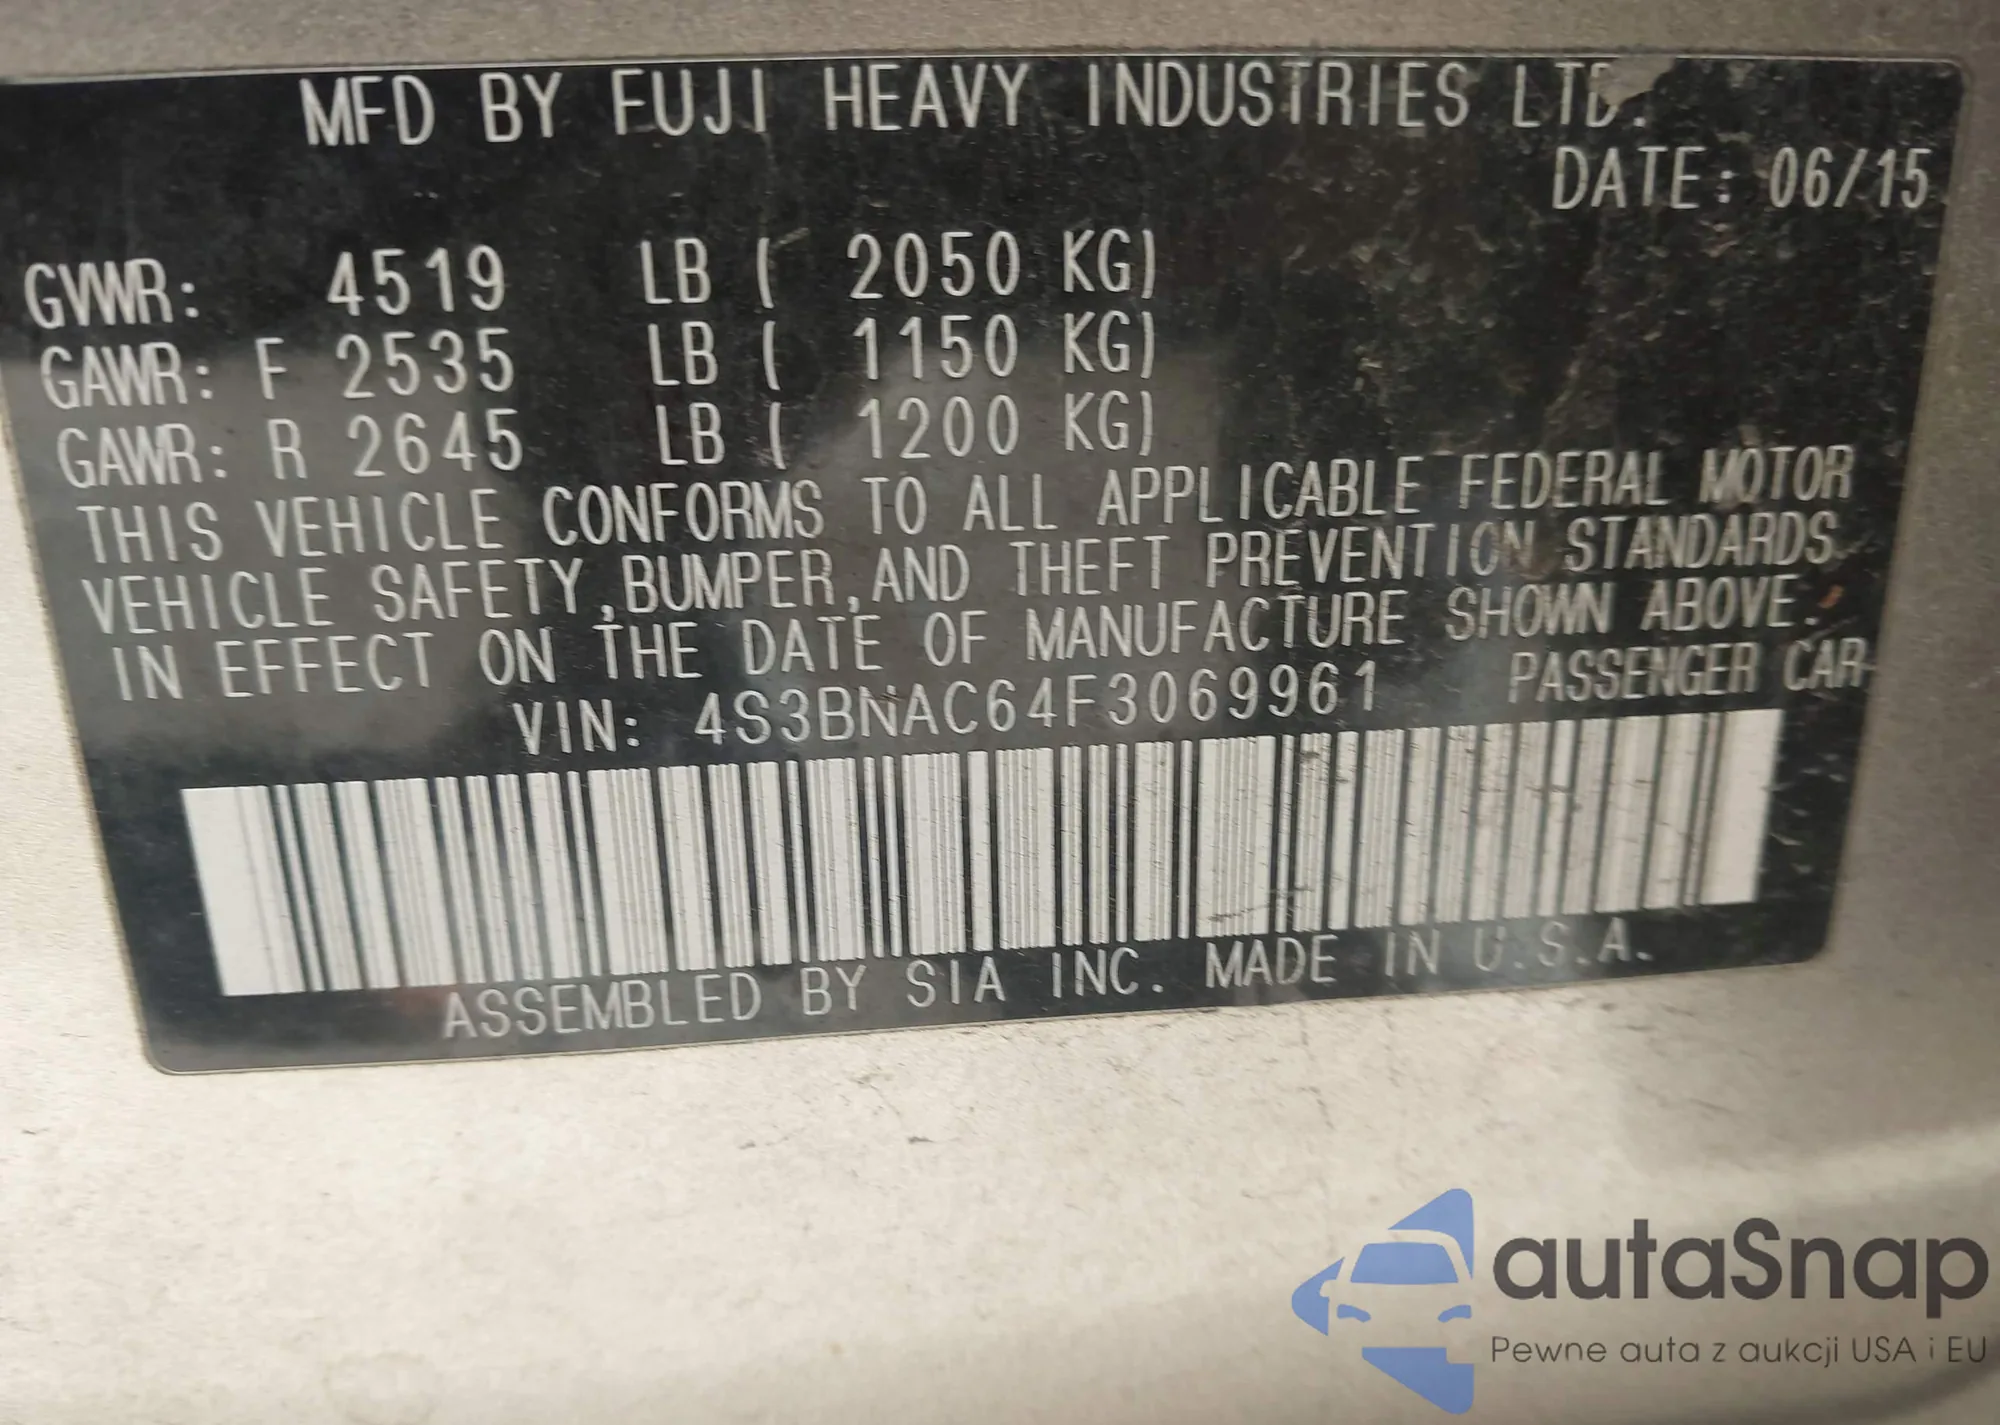 MFD BY FUJI HEAVY INDUSTRIES LTD.
DATE: 06/15
GVWR: 4519 LB ( 2050 KG)
GAWR: F 2535 LB ( 1150 KG)
GAWR: R 2645 LB ( 1200 KG)
THIS VEHICLE CONFORMS TO ALL APPLICABLE FEDERAL MOTOR
VEHICLE SAFETY,BUMPER,AND THEFT PREVENTION STANDARDS
IN EFFECT ON THE DATE OF MANUFACTURE SHOWN ABOVE.
VIN: 4S3BNAC64F3069961 PASSENGER CAR
ASSEMBLED BY SIA INC. MADE IN U.S.A.
autaSnap
Pewne auta z aukcji USA i EU